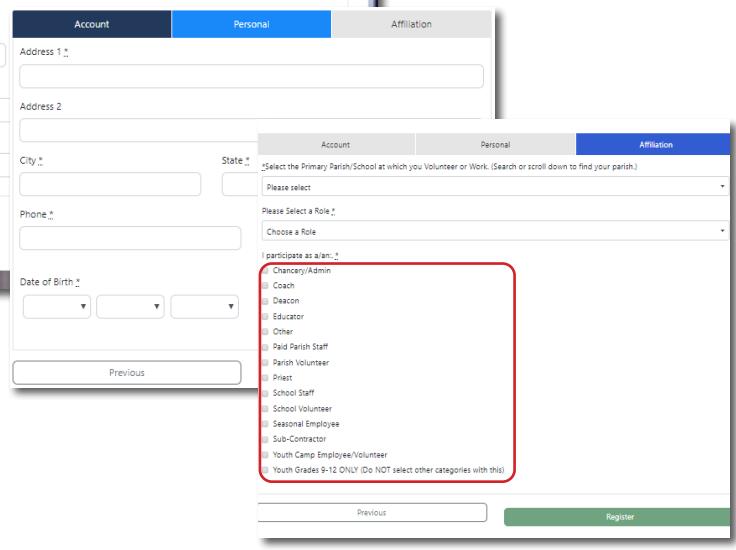 Account Personal Affiliation
Address 1 *
Address 2
City * State *
Phone *
Date of Birth *
Previous
Account Personal Affiliation
*Select the Primary Parish/School at which you Volunteer or Work. (Search or scroll down to find your parish.)
Please select
Please Select a Role *
Choose a Role
I participate as a/an:. *
Chancery/Admin
Coach
Deacon
Educator
Other
Paid Parish Staff
Parish Volunteer
Priest
School Staff
School Volunteer
Seasonal Employee
Sub-Contractor
Youth Camp Employee/Volunteer
Youth Grades 9-12 ONLY (Do NOT select other categories with this)
Previous Register